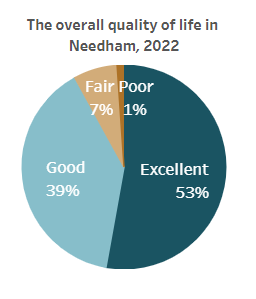 The overall quality of life in
Needham, 2022
Fair
7%
Poor
1%
Good
39%
Excellent
53%